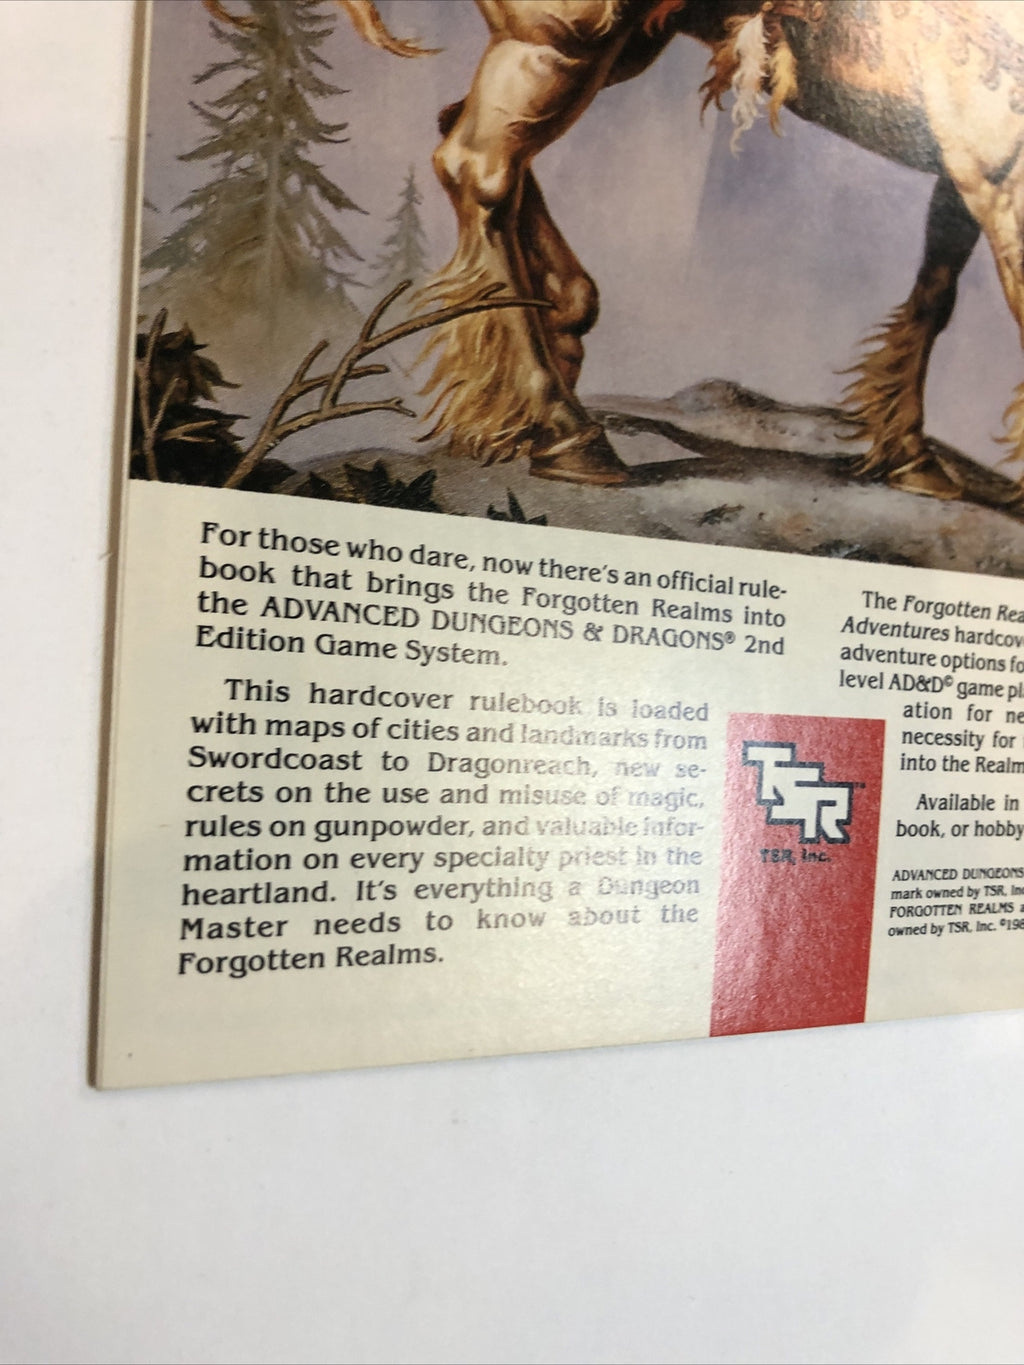 For those who dare, now there's an official rule-
book that brings the Forgotten Realms into
the ADVANCED DUNGEONS & DRAGONS® 2nd
Edition Game System.
This hardcover rulebook is loaded
with maps of cities and landmarks from
Swordcoast to Dragonreach, new se-
crets on the use and misuse of magic,
rules on gunpowder, and valuable infor-
mation on every specialty priest in the
heartland. It's everything a Dungeon
Master needs to know about the
Forgotten Realms.
TSR
TSR, Inc.
The Forgotten Rea
Adventures hardcov
adventure options fo
level AD&D© game pl
ation for ne
necessity for
into the Realm
Available in
book, or hobby
ADVANCED DUNGEONS
mark owned by TSR, Inc
FORGOTTEN REALMS a
owned by TSR, Inc. ©198